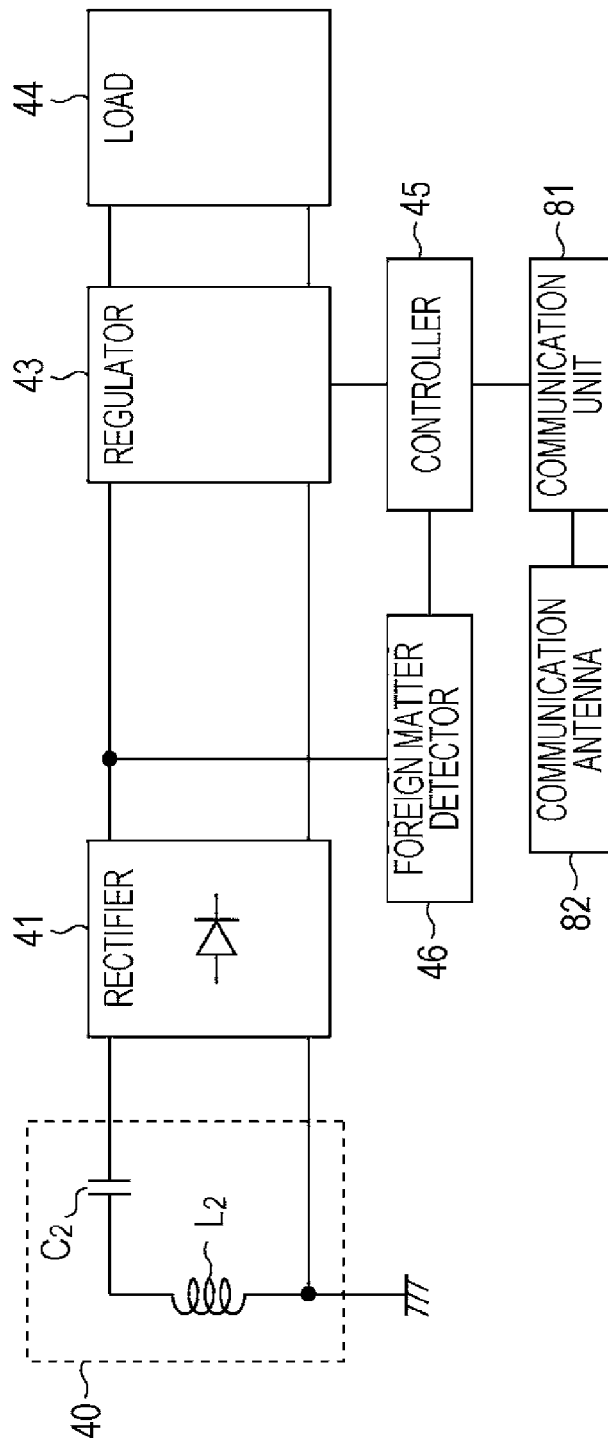 40
C2
L2
41
RECTIFIER
43
REGULATOR
44
LOAD
46
FOREIGN MATTER
DETECTOR
45
CONTROLLER
82
COMMUNICATION
ANTENNA
81
COMMUNICATION
UNIT